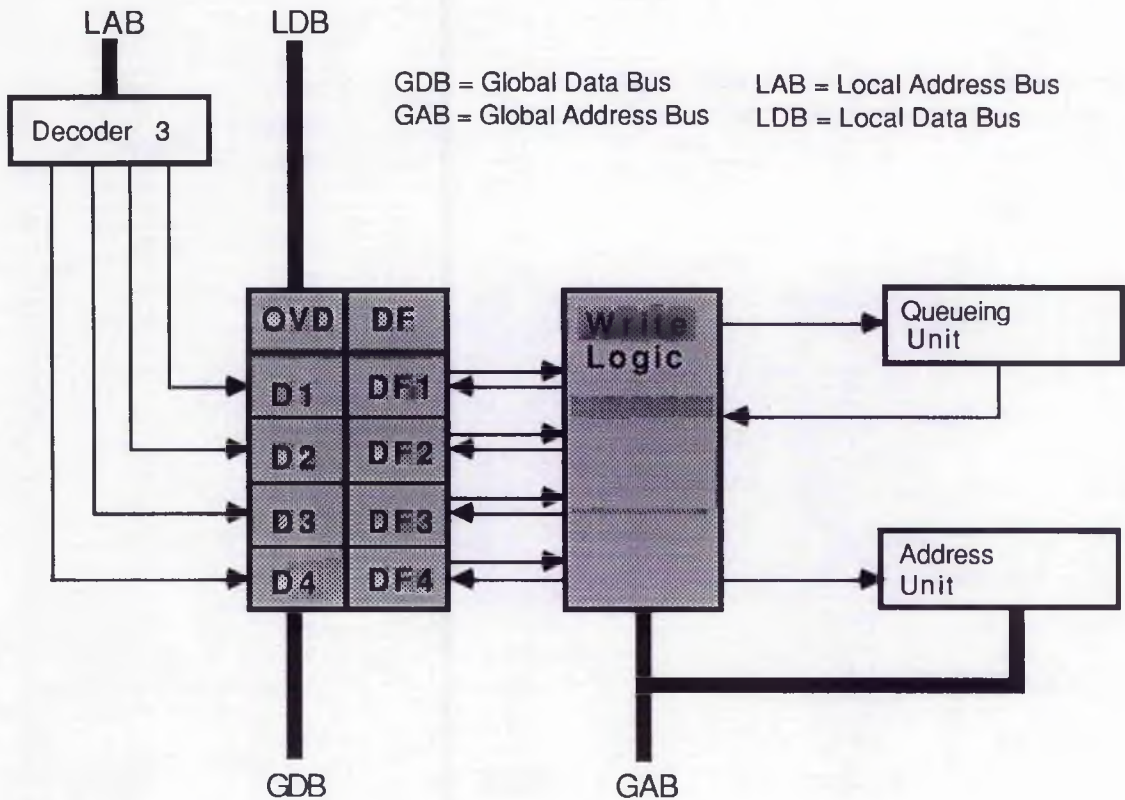 LAB
LDB
GDB = Global Data Bus
LAB = Local Address Bus
GAB = Global Address Bus
LDB = Local Data Bus
Decoder 3
OVD
DF
Write
Logic
Queueing
Unit
D1
DF1
D2
DF2
D3
DF3
D4
DF4
Address
Unit
GDB
GAB